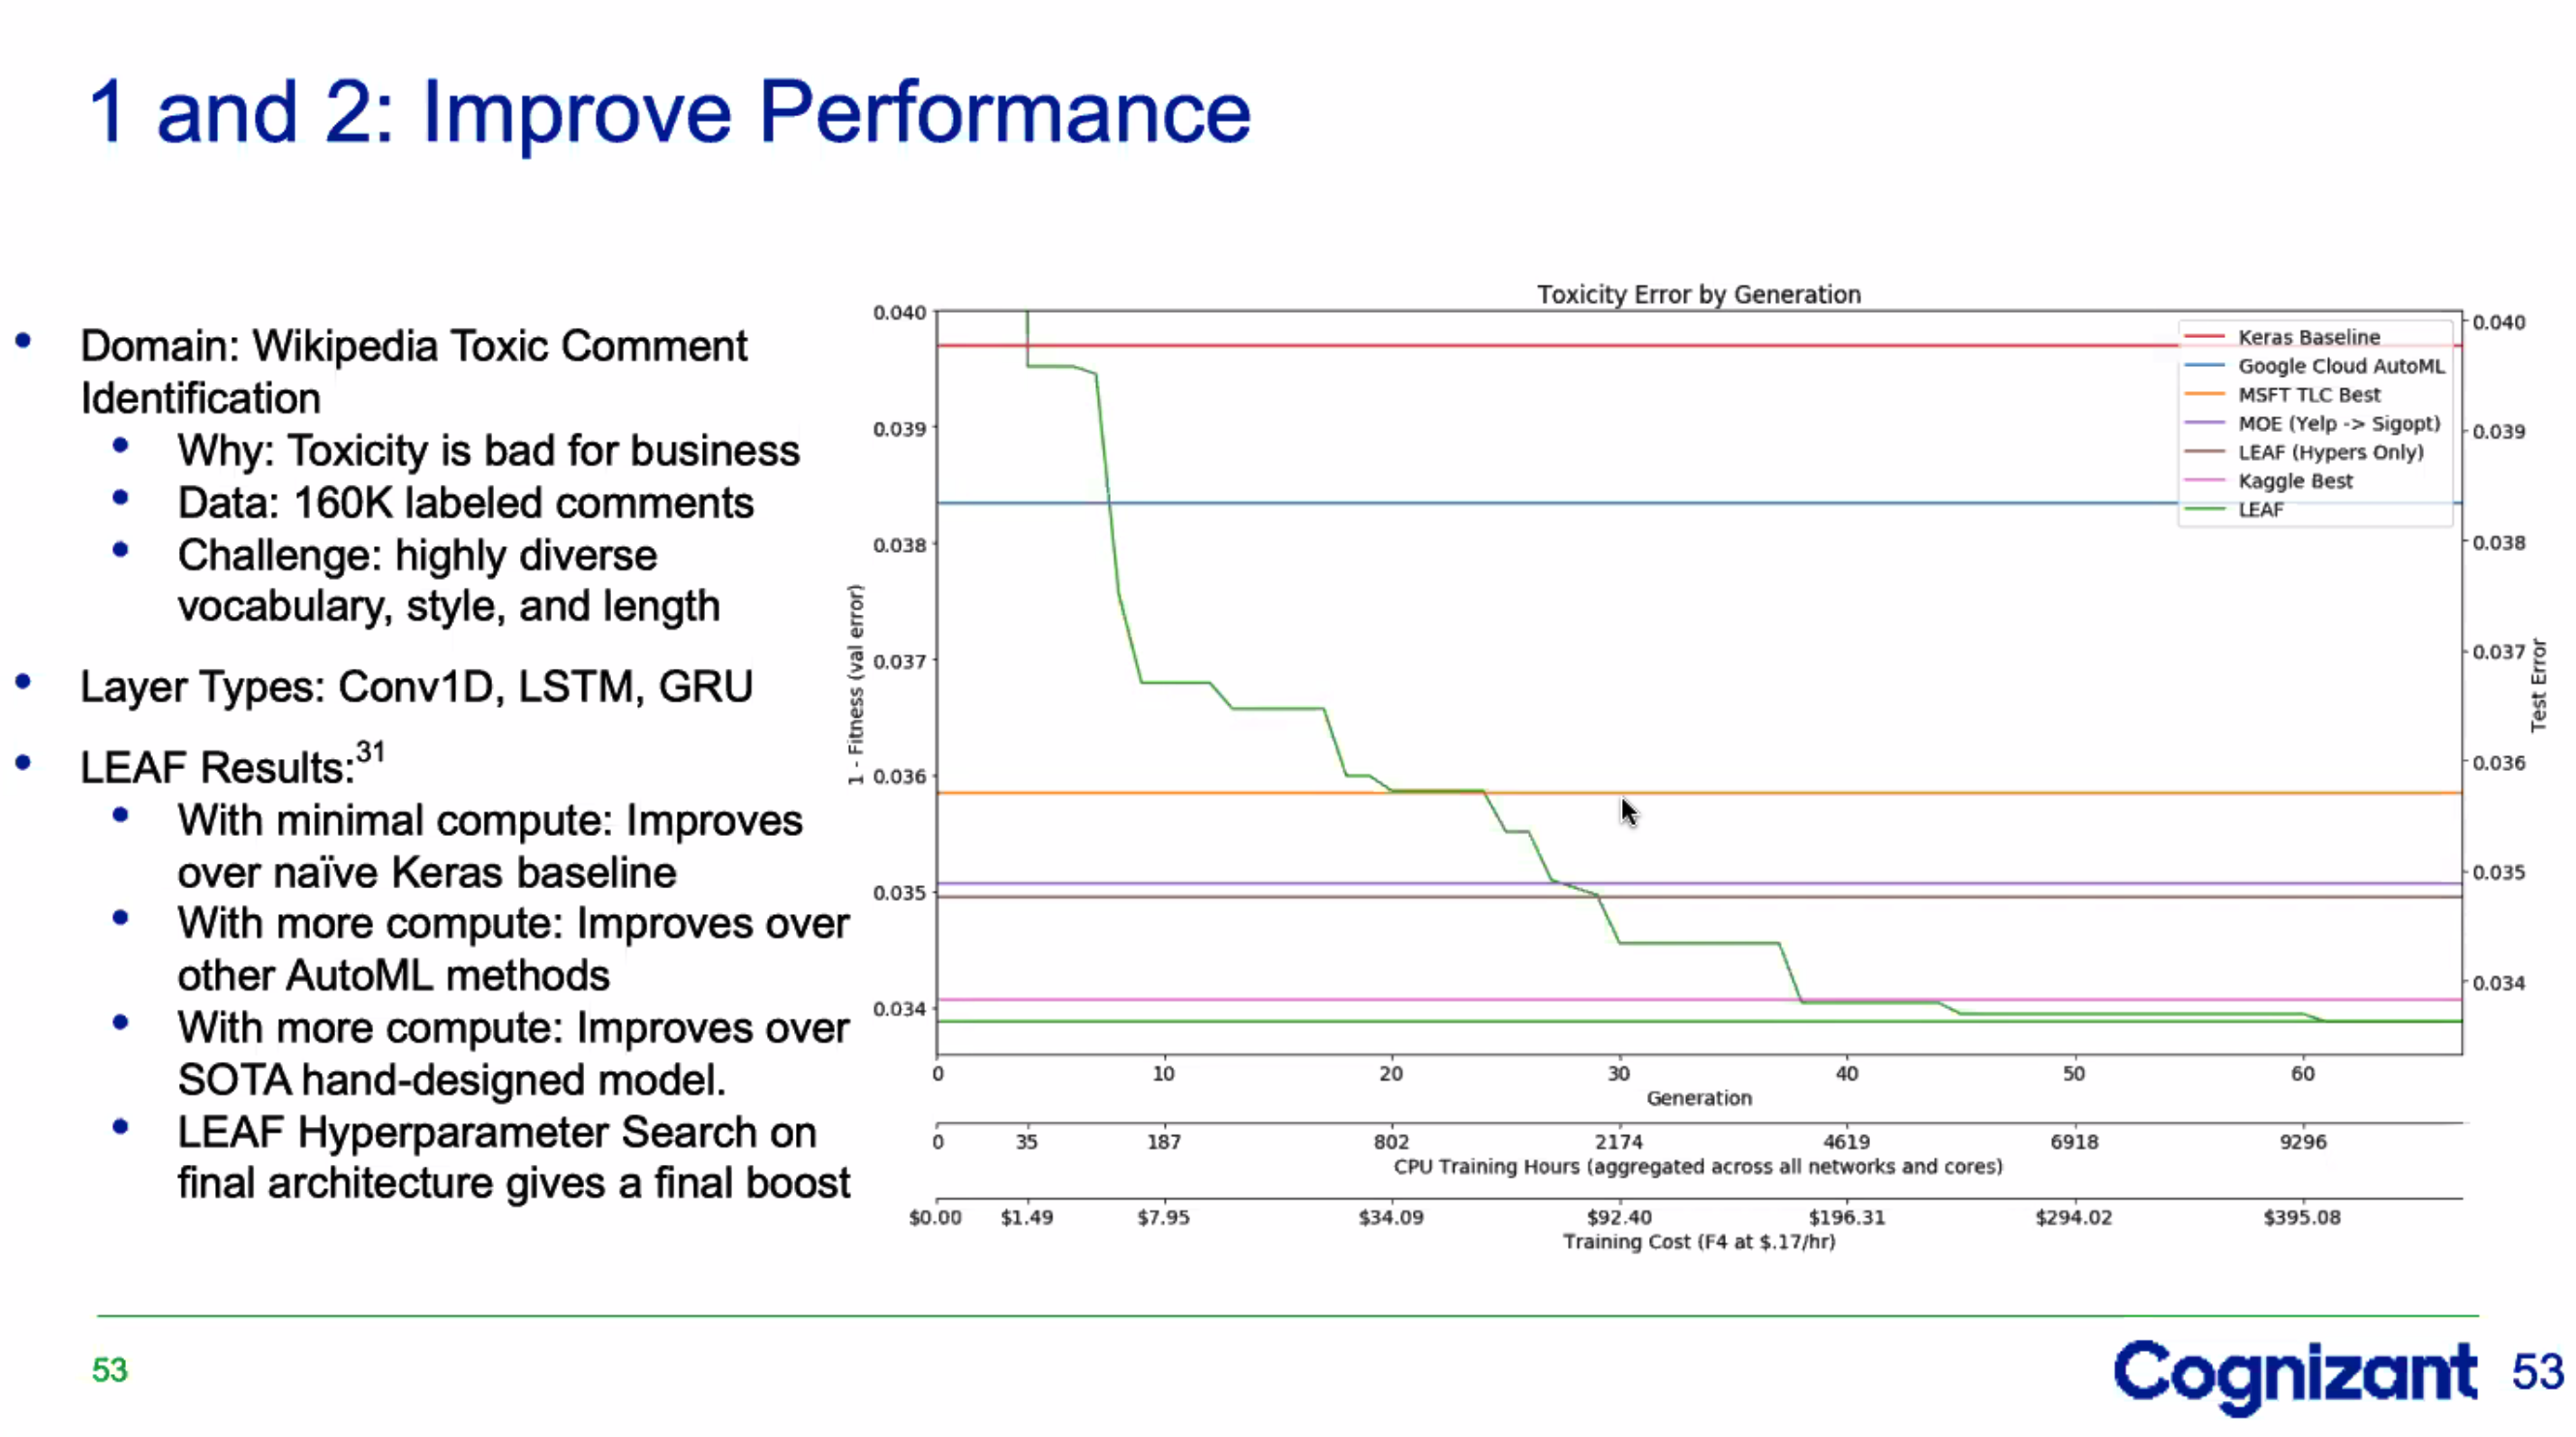 1 and 2: Improve Performance
• Domain: Wikipedia Toxic Comment
Identification
• Why: Toxicity is bad for business
• Data: 160K labeled comments
• Challenge: highly diverse
vocabulary, style, and length
• Layer Types: Conv1D, LSTM, GRU
• LEAF Results:31
• With minimal compute: Improves
over naïve Keras baseline
• With more compute: Improves over
other AutoML methods
• With more compute: Improves over
SOTA hand-designed model.
• LEAF Hyperparameter Search on
final architecture gives a final boost
Toxicity Error by Generation
1 - Fitness (val error)
0.040
0.039
0.038
0.037
0.036
0.035
0.034
Keras Baseline
Google Cloud AutoML
MSFT TLC Best
MOE (Yelp -> Sigopt)
LEAF (Hypers Only)
Kaggle Best
LEAF
0.040
0.039
0.038
0.037
0.036
0.035
0.034
Test Error
0 10 20 30 40 50 60
Generation
0 35 187 802 2174 4619 6918 9296
CPU Training Hours (aggregated across all networks and cores)
$0.00 $1.49 $7.95 $34.09 $92.40 $196.31 $294.02 $395.08
Training Cost (F4 at $.17/hr)
53
Cognizant 53